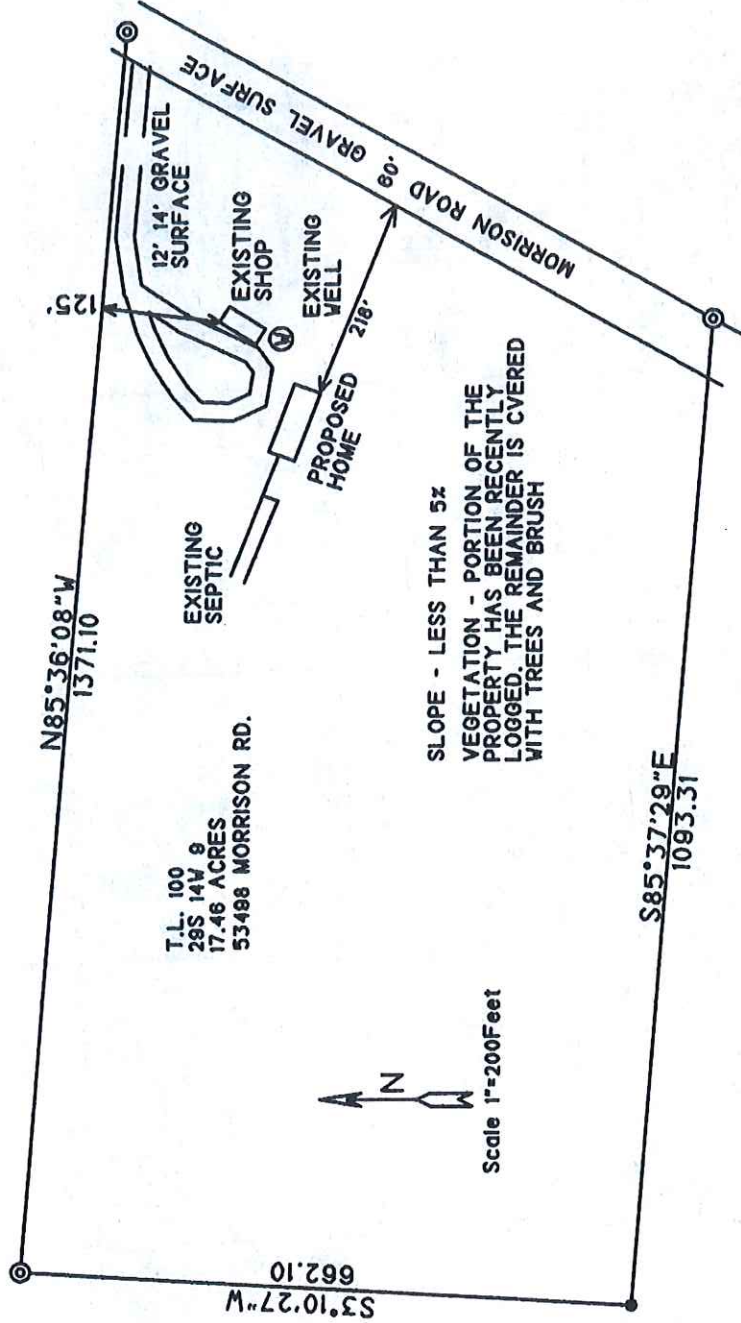 N85°36'08"W
1371.10
12' 14' GRAVEL
SURFACE
MORRISON ROAD 60' GRAVEL SURFACE
125'
EXISTING
SHOP
EXISTING
WELL
W
218'
PROPOSED
HOME
EXISTING
SEPTIC
T.L. 100
29S 14W 9
17.46 ACRES
53498 MORRISON RD.
SLOPE - LESS THAN 5%
VEGETATION - PORTION OF THE
PROPERTY HAS BEEN RECENTLY
LOGGED. THE REMAINDER IS CVERED
WITH TREES AND BRUSH
N
Scale 1"=200Feet
S3°10'27"W
662.10
S85°37'29"E
1093.31